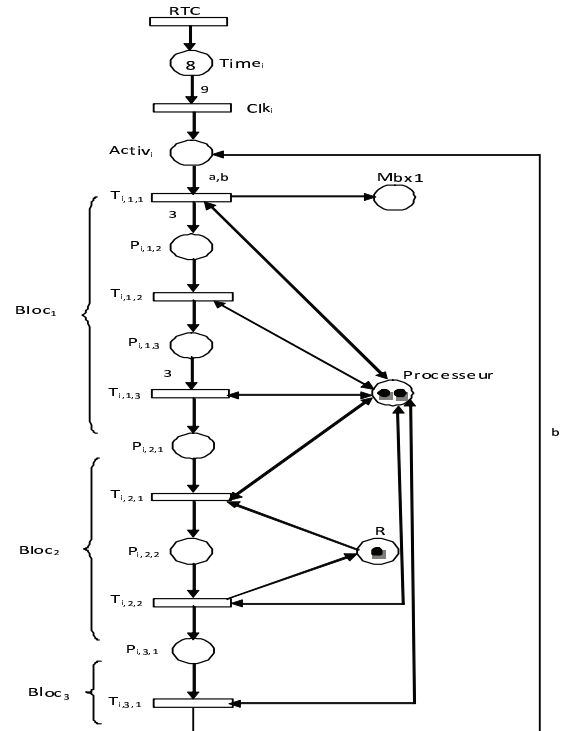 RTC
8 Timeᵢ
9
Clkᵢ
Activᵢ
a,b
Mbx1
Tᵢ,₁,₁
3
Pᵢ,₁,₂
Tᵢ,₁,₂
Bloc₁
Pᵢ,₁,₃
3
Processeur
Tᵢ,₁,₃
b
Pᵢ,₂,₁
Tᵢ,₂,₁
R
Bloc₂
Pᵢ,₂,₂
Tᵢ,₂,₂
Pᵢ,₃,₁
Bloc₃
Tᵢ,₃,₁